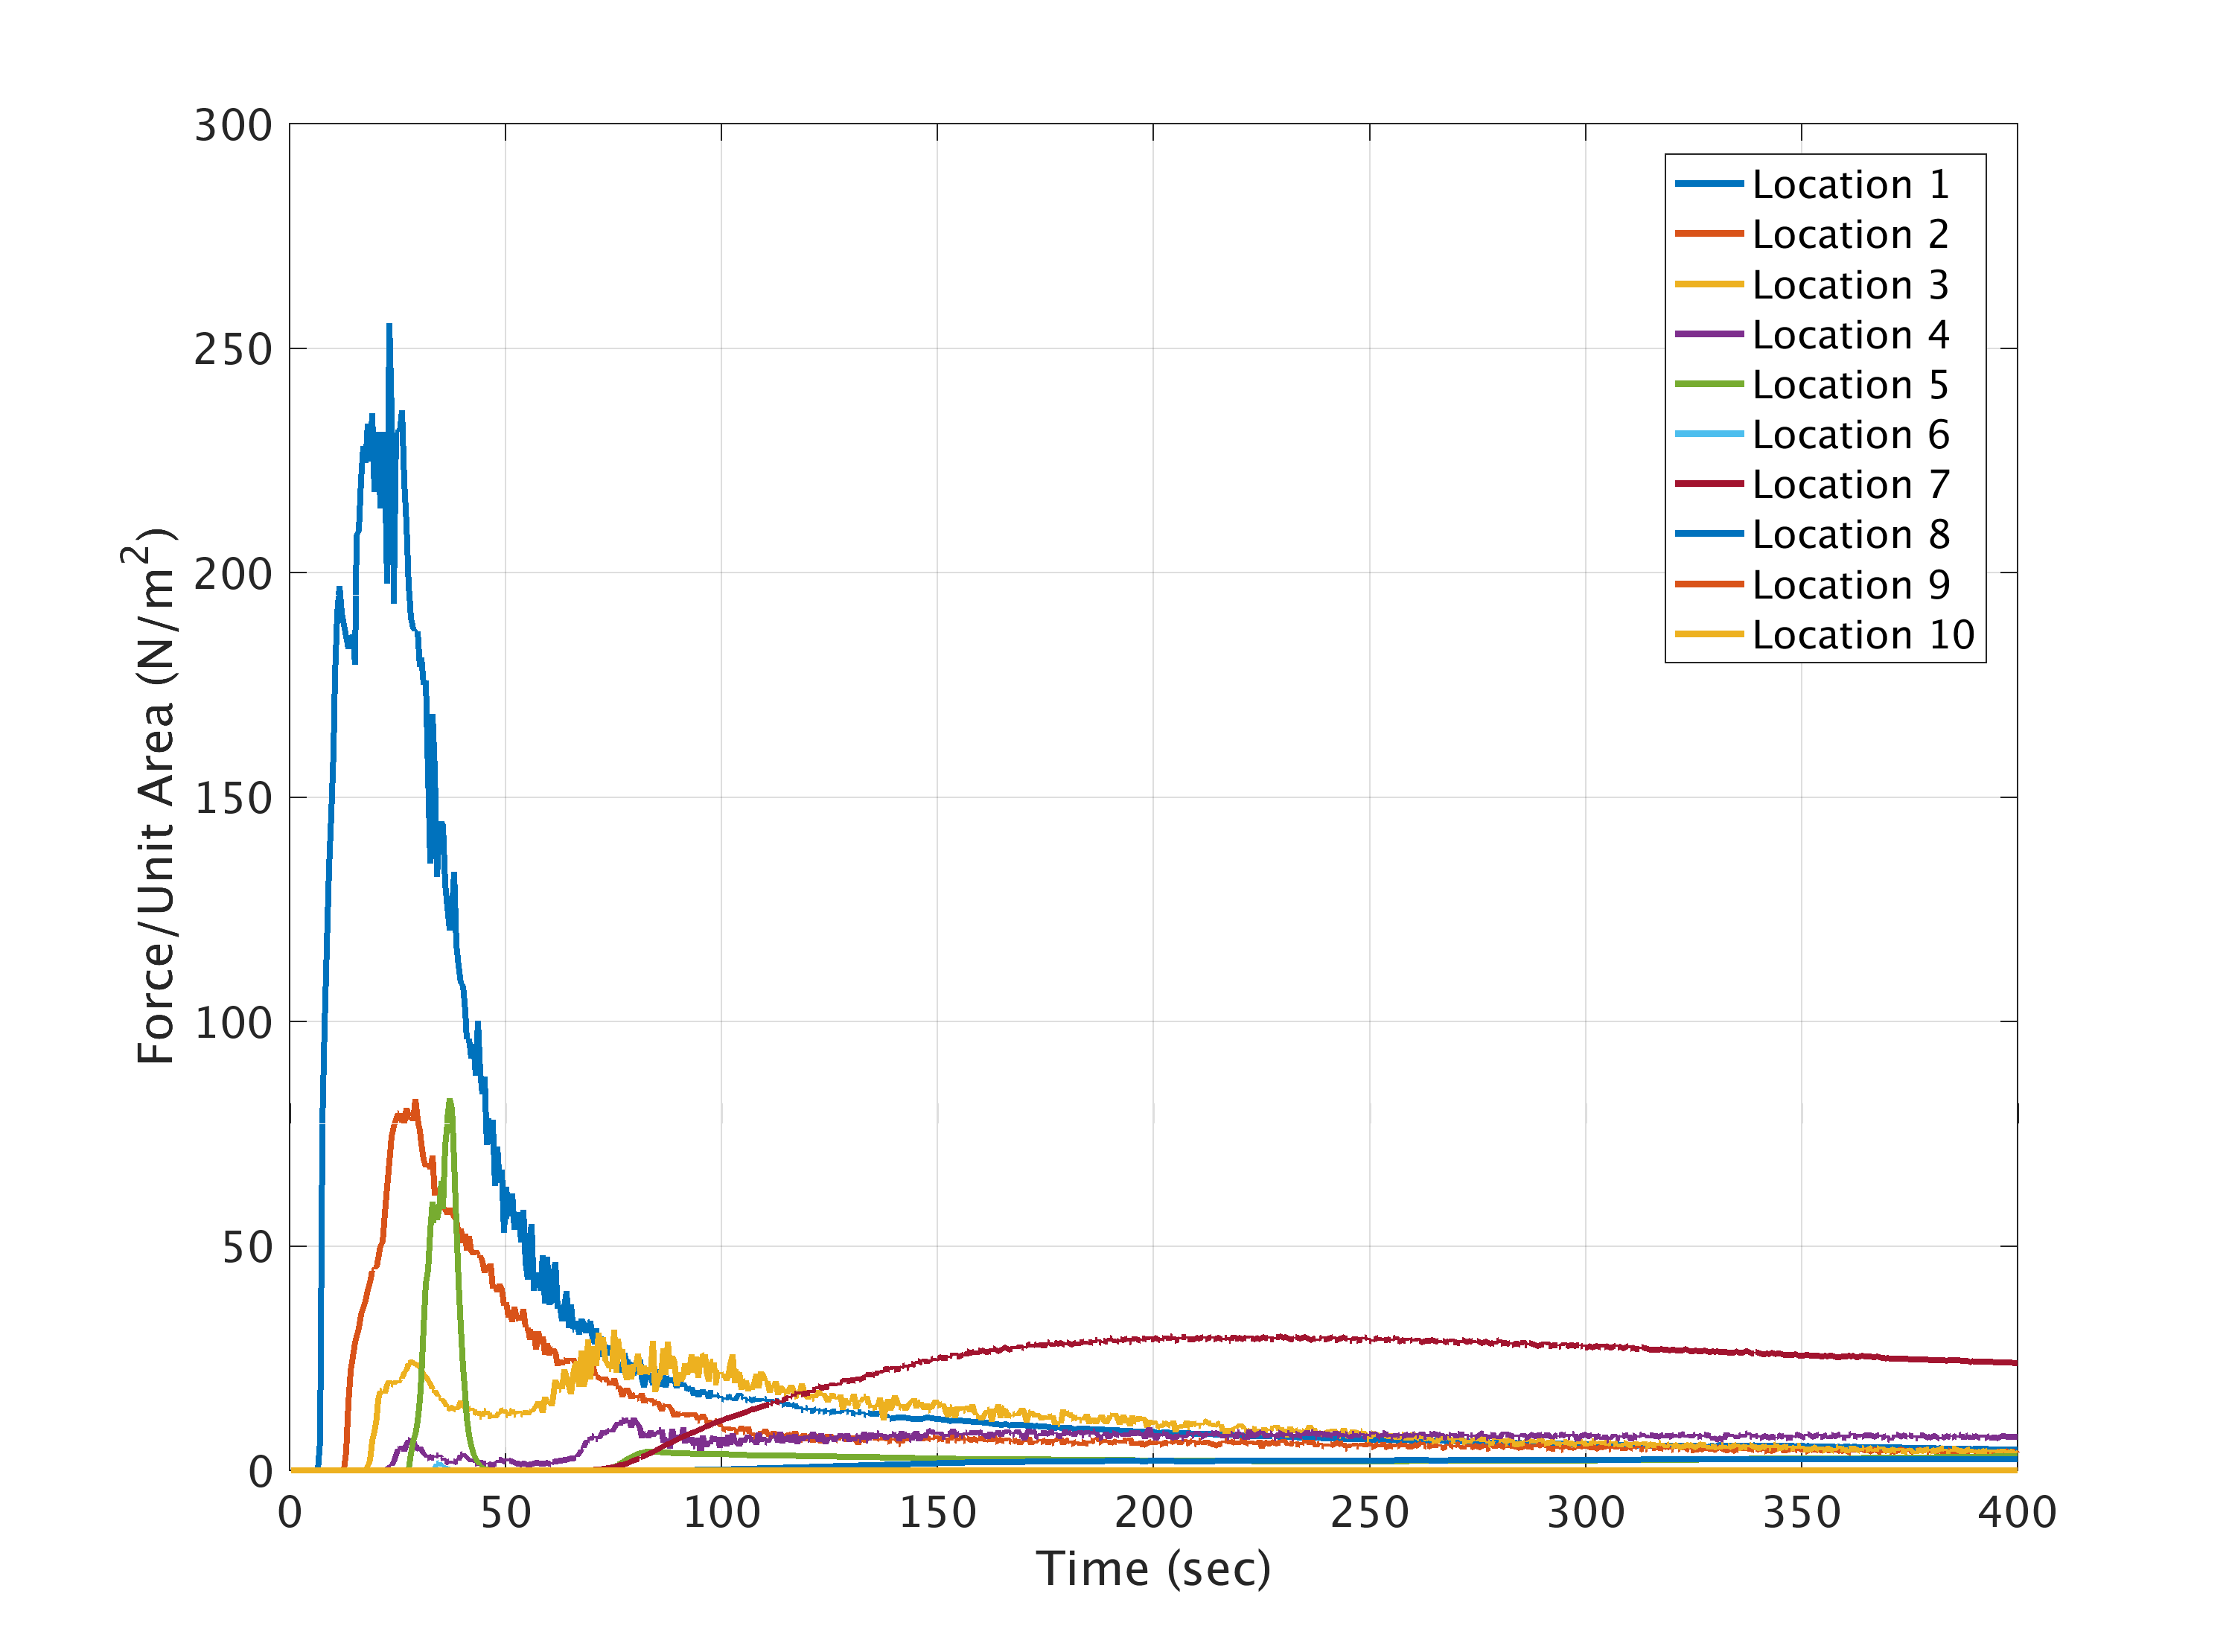 300
250
200
150
100
50
0
0 50 100 150 200 250 300 350 400
Time (sec)
Force/Unit Area (N/m²)
Location 1
Location 2
Location 3
Location 4
Location 5
Location 6
Location 7
Location 8
Location 9
Location 10